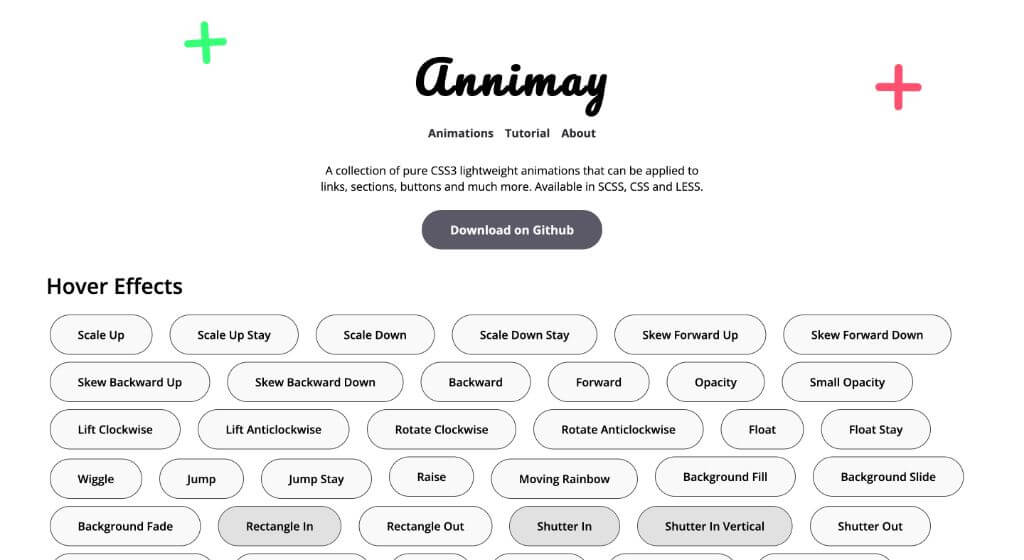 Annimay
Animations Tutorial About
A collection of pure CSS3 lightweight animations that can be applied to
links, sections, buttons and much more. Available in SCSS, CSS and LESS.
Download on Github
Hover Effects
Scale Up Scale Up Stay Scale Down Scale Down Stay Skew Forward Up Skew Forward Down
Skew Backward Up Skew Backward Down Backward Forward Opacity Small Opacity
Lift Clockwise Lift Anticlockwise Rotate Clockwise Rotate Anticlockwise Float Float Stay
Wiggle Jump Jump Stay Raise Moving Rainbow Background Fill Background Slide
Background Fade Rectangle In Rectangle Out Shutter In Shutter In Vertical Shutter Out